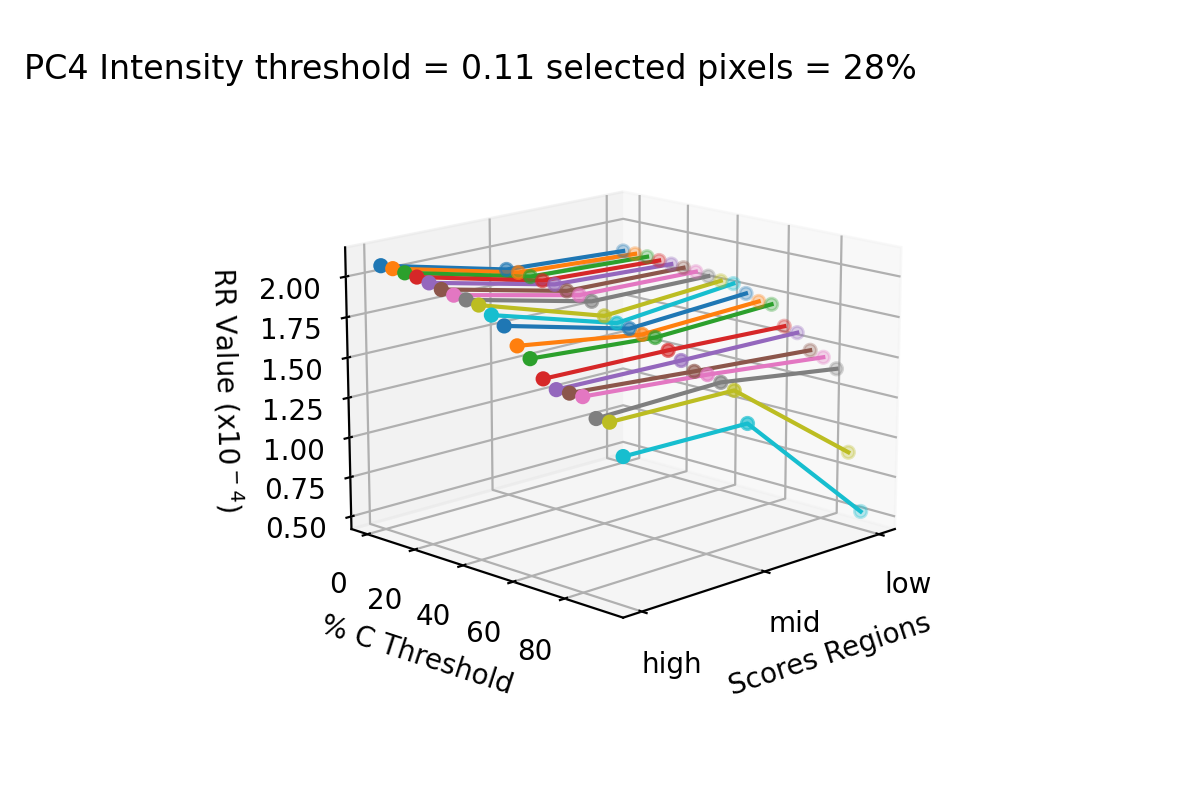 PC4 Intensity threshold = 0.11 selected pixels = 28%
RR Value (x10⁻⁴)
2.00
1.75
1.50
1.25
1.00
0.75
0.50
0
20
40
60
80
% C Threshold
high
mid
low
Scores Regions